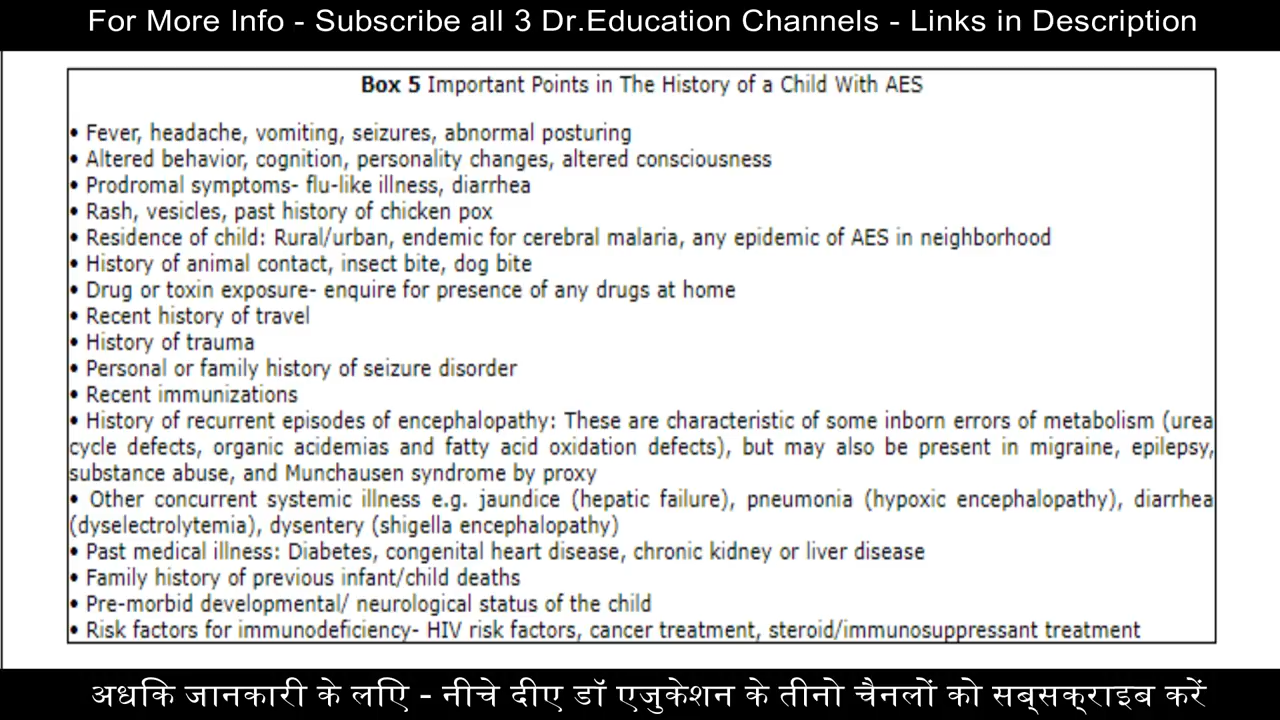 For More Info - Subscribe all 3 Dr.Education Channels - Links in Description
Box 5 Important Points in The History of a Child With AES
• Fever, headache, vomiting, seizures, abnormal posturing
• Altered behavior, cognition, personality changes, altered consciousness
• Prodromal symptoms- flu-like illness, diarrhea
• Rash, vesicles, past history of chicken pox
• Residence of child: Rural/urban, endemic for cerebral malaria, any epidemic of AES in neighborhood
• History of animal contact, insect bite, dog bite
• Drug or toxin exposure- enquire for presence of any drugs at home
• Recent history of travel
• History of trauma
• Personal or family history of seizure disorder
• Recent immunizations
• History of recurrent episodes of encephalopathy: These are characteristic of some inborn errors of metabolism (urea
cycle defects, organic acidemias and fatty acid oxidation defects), but may also be present in migraine, epilepsy,
substance abuse, and Munchausen syndrome by proxy
• Other concurrent systemic illness e.g. jaundice (hepatic failure), pneumonia (hypoxic encephalopathy), diarrhea
(dyselectrolytemia), dysentery (shigella encephalopathy)
• Past medical illness: Diabetes, congenital heart disease, chronic kidney or liver disease
• Family history of previous infant/child deaths
• Pre-morbid developmental/ neurological status of the child
• Risk factors for immunodeficiency- HIV risk factors, cancer treatment, steroid/immunosuppressant treatment
अधिक जानकारी के लिए - नीचे दीए डॉ एजुकेशन के तीनो चैनलों को सब्सक्राइब करें